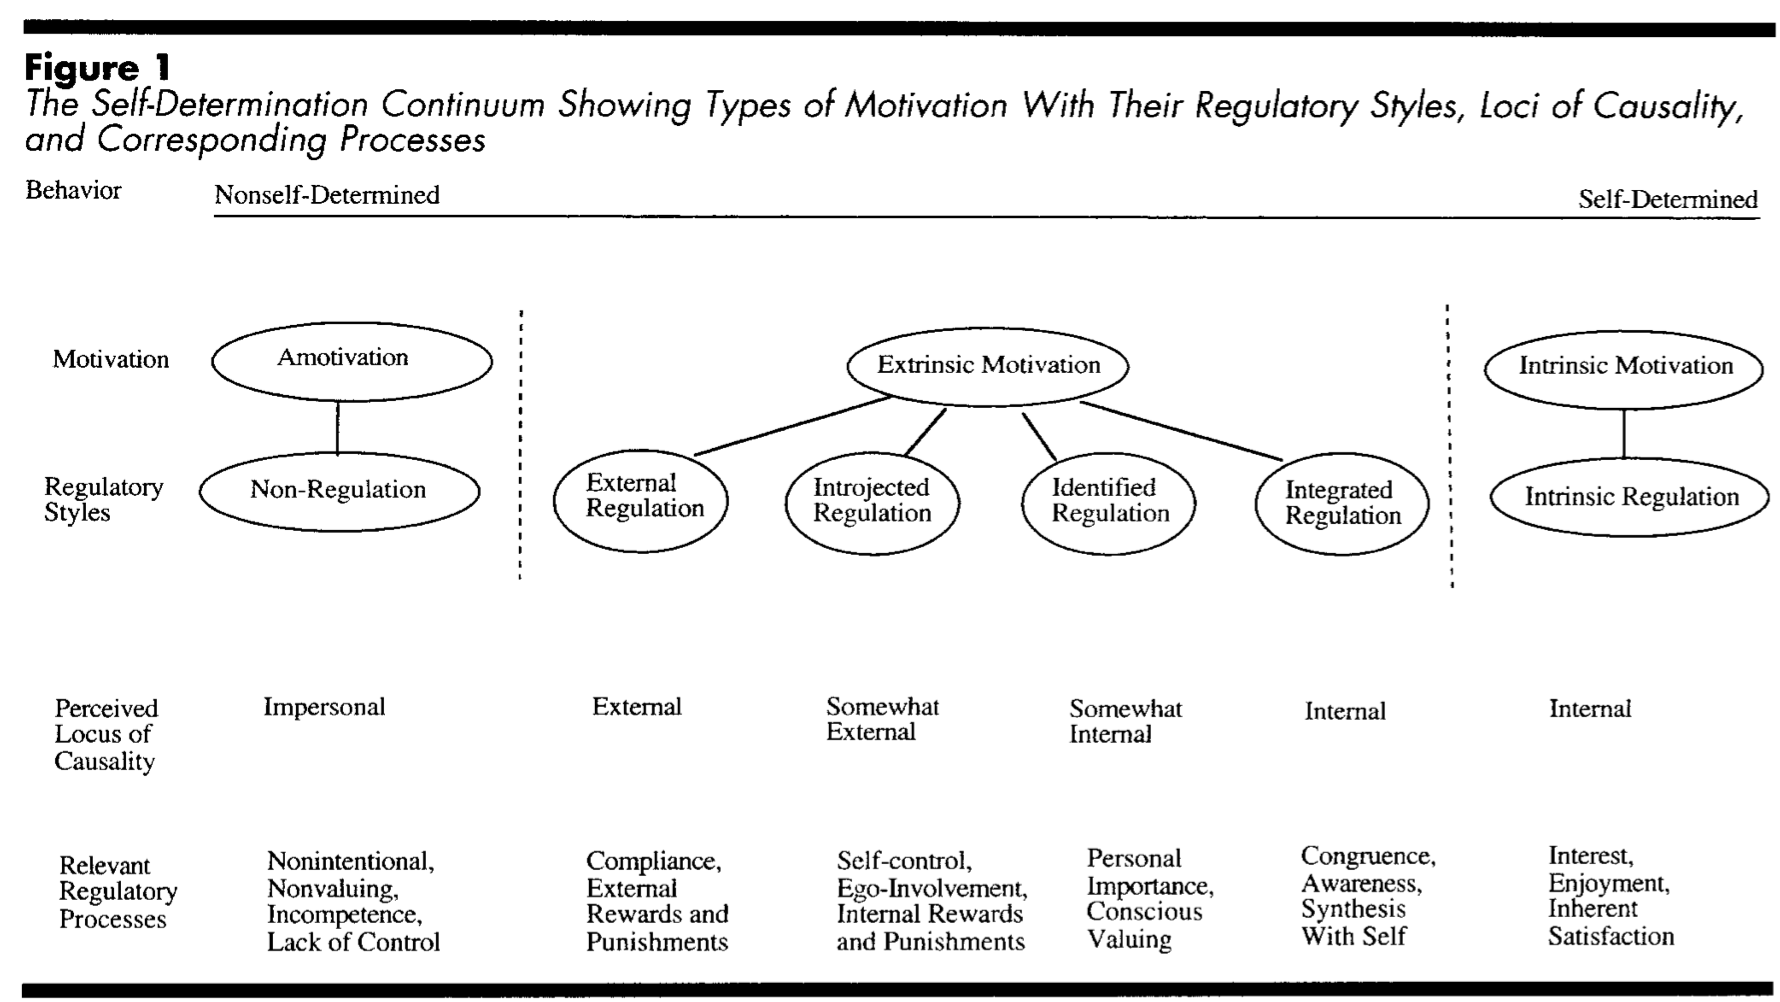 Figure 1
The Self-Determination Continuum Showing Types of Motivation With Their Regulatory Styles, Loci of Causality,
and Corresponding Processes
Behavior
Nonself-Determined
Self-Determined
Motivation
Amotivation
Extrinsic Motivation
Intrinsic Motivation
Regulatory
Styles
Non-Regulation
External
Regulation
Introjected
Regulation
Identified
Regulation
Integrated
Regulation
Intrinsic Regulation
Perceived
Locus of
Causality
Impersonal
External
Somewhat
External
Somewhat
Internal
Internal
Internal
Relevant
Regulatory
Processes
Nonintentional,
Nonvaluing,
Incompetence,
Lack of Control
Compliance,
External
Rewards and
Punishments
Self-control,
Ego-Involvement,
Internal Rewards
and Punishments
Personal
Importance,
Conscious
Valuing
Congruence,
Awareness,
Synthesis
With Self
Interest,
Enjoyment,
Inherent
Satisfaction